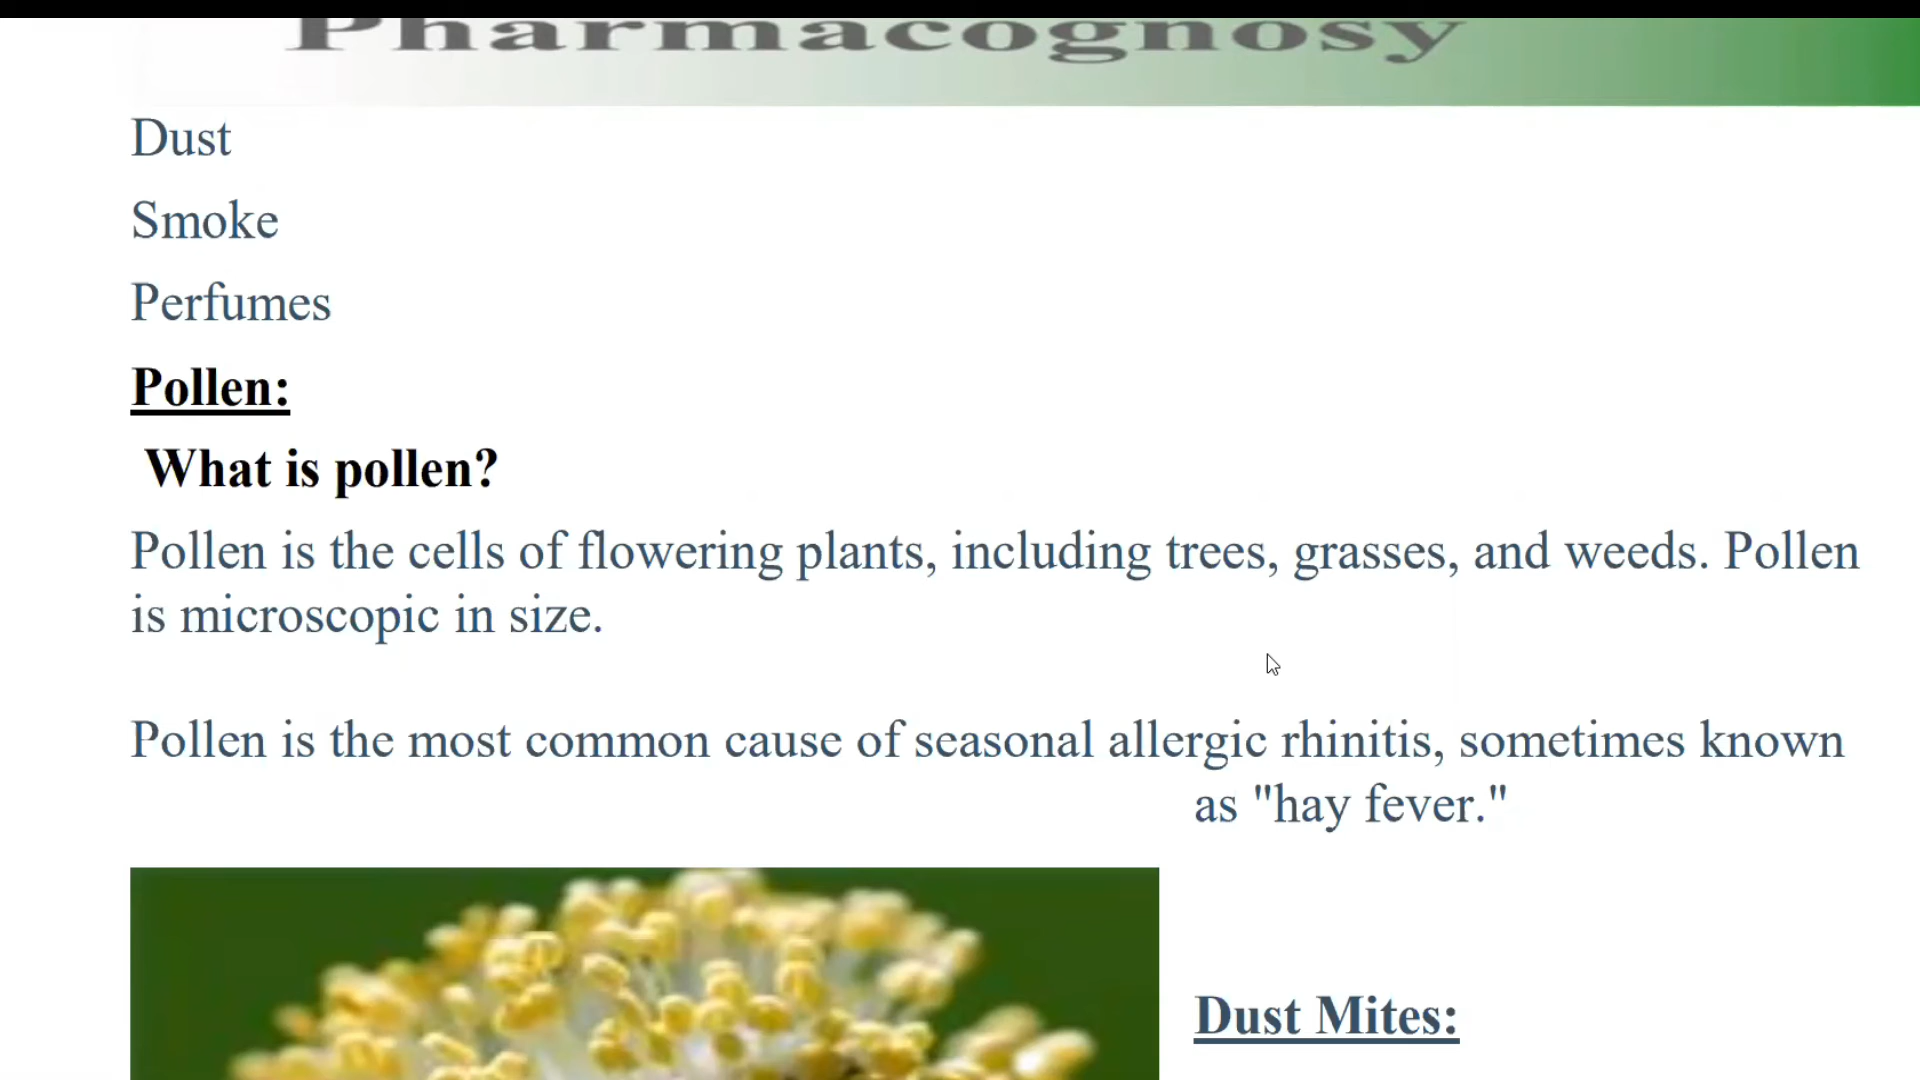 Pharmacognosy
Dust
Smoke
Perfumes
Pollen:
What is pollen?
Pollen is the cells of flowering plants, including trees, grasses, and weeds. Pollen
is microscopic in size.
Pollen is the most common cause of seasonal allergic rhinitis, sometimes known
as "hay fever."
Dust Mites: